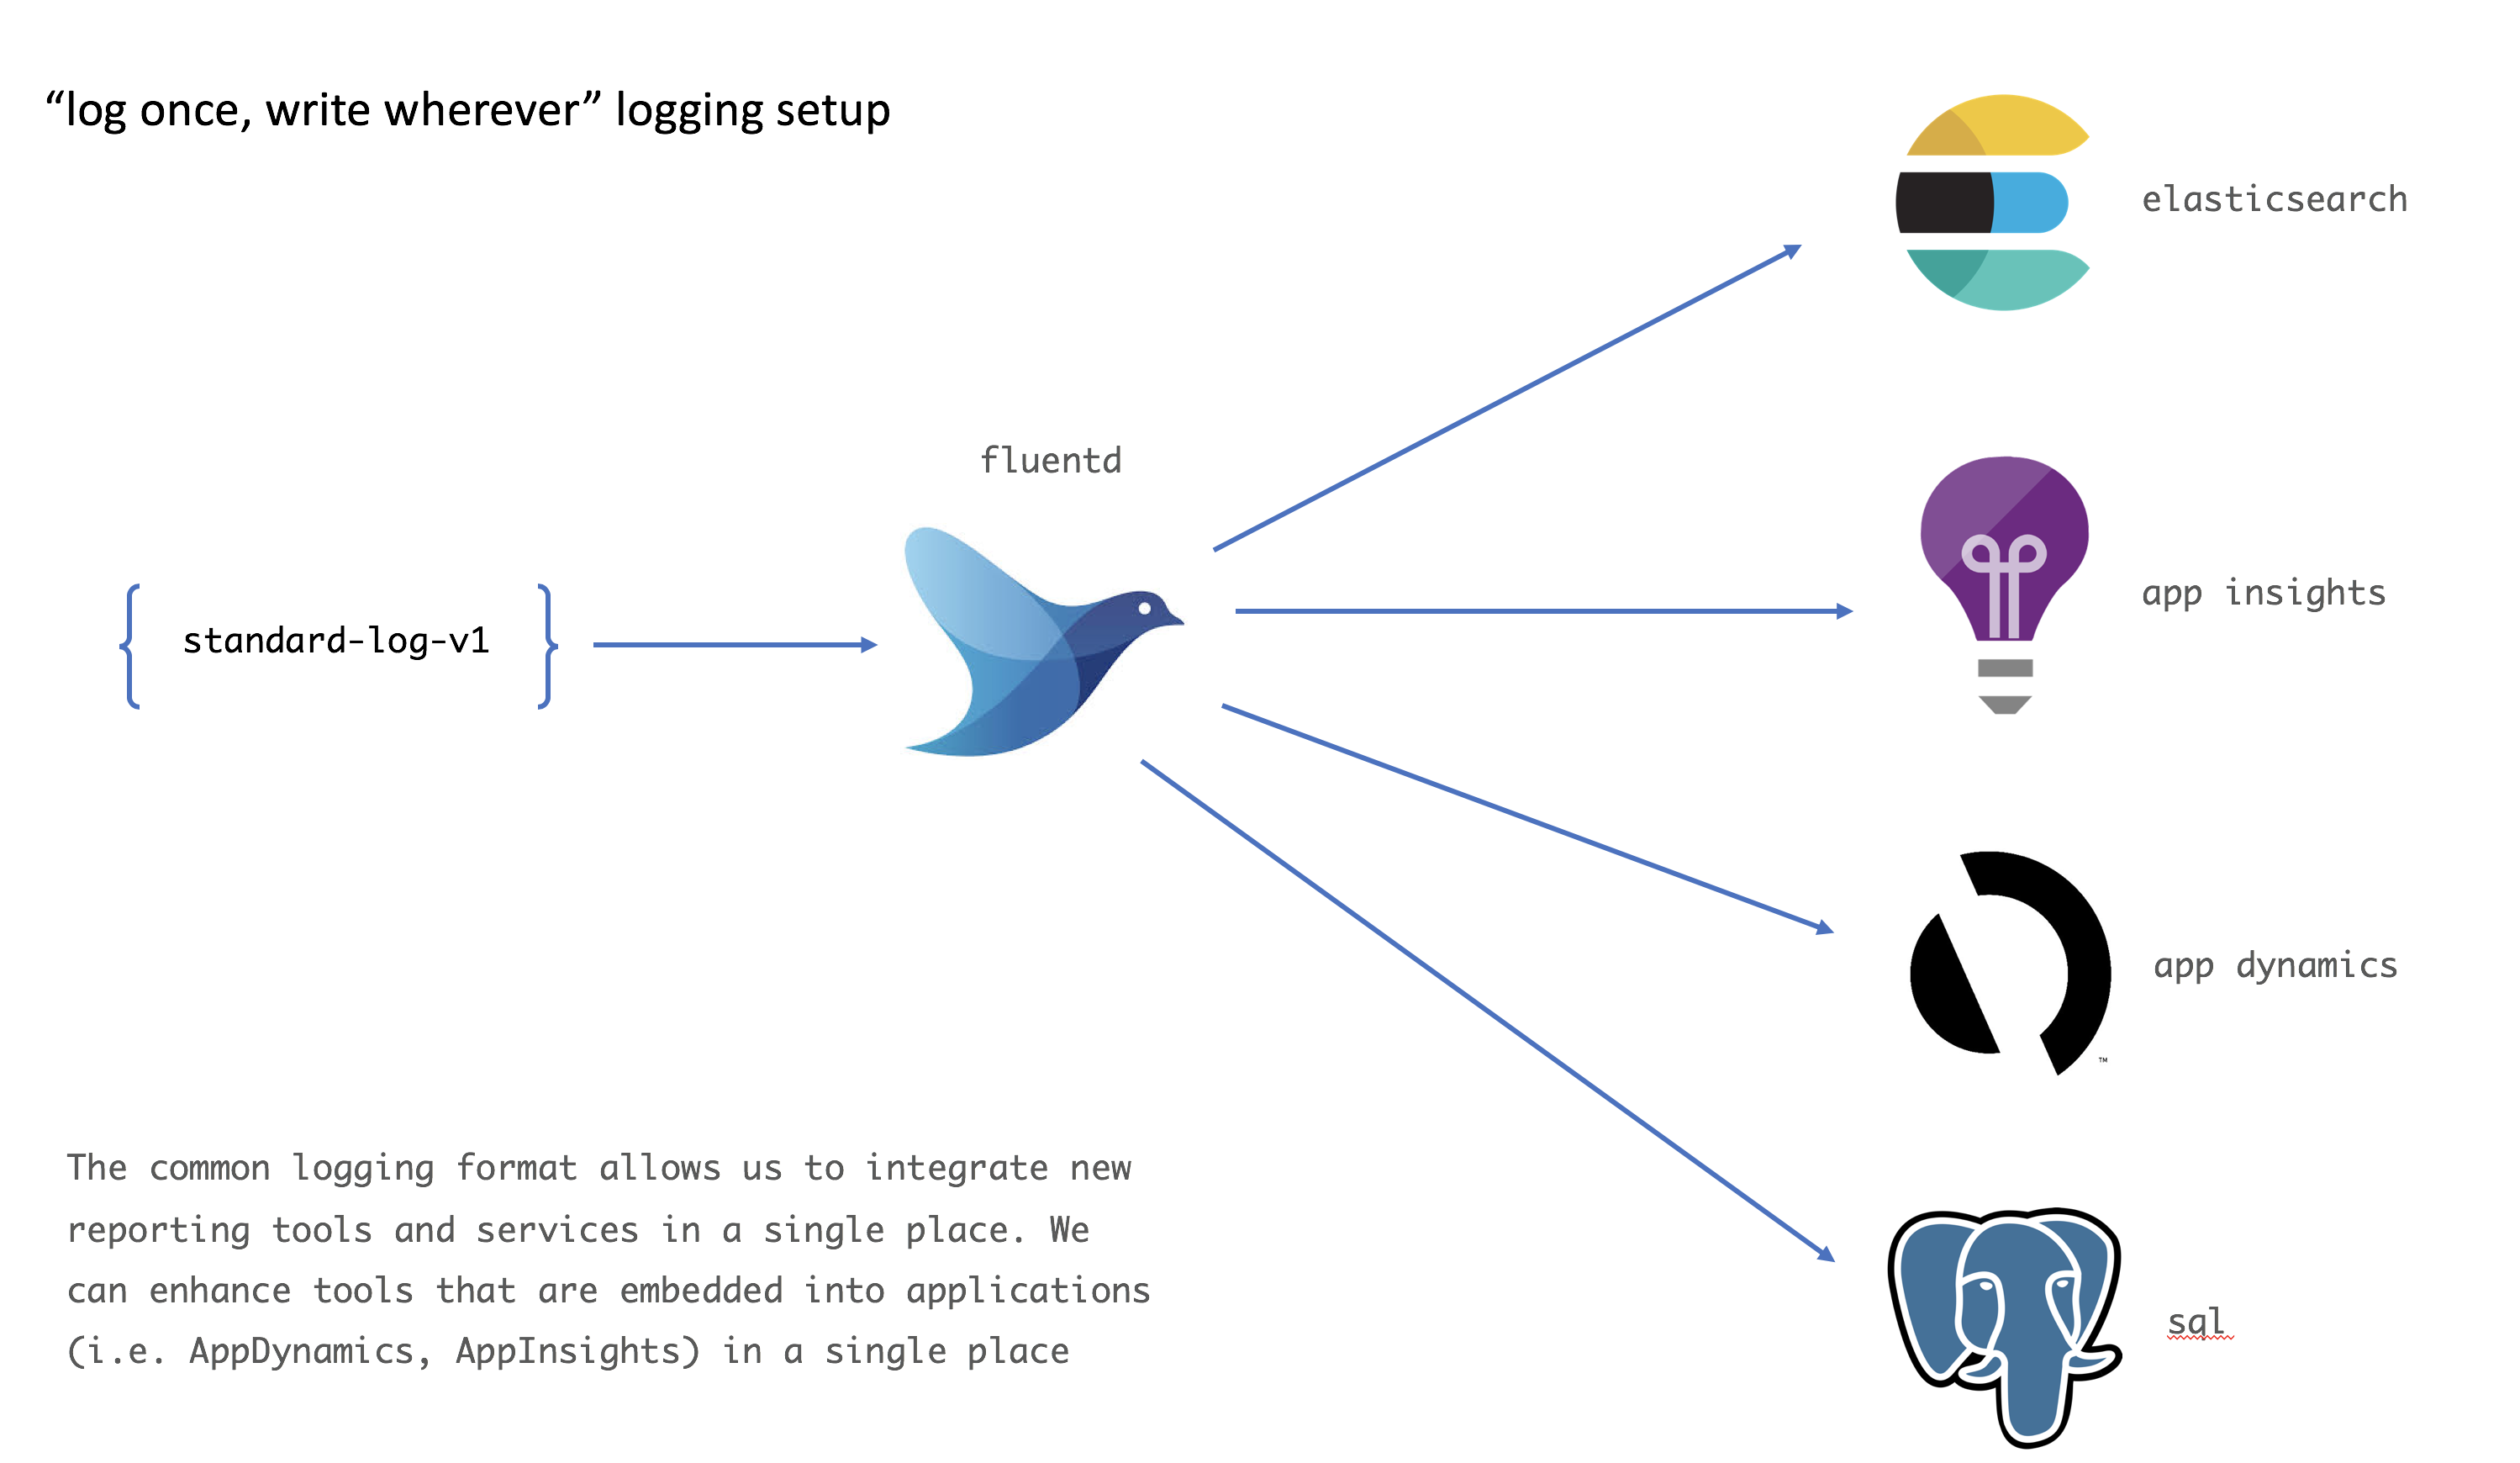 “log once, write wherever” logging setup
elasticsearch
fluentd
app insights
standard-log-v1
app dynamics
TM
The common logging format allows us to integrate new
reporting tools and services in a single place. We
can enhance tools that are embedded into applications
(i.e. AppDynamics, AppInsights) in a single place
sql